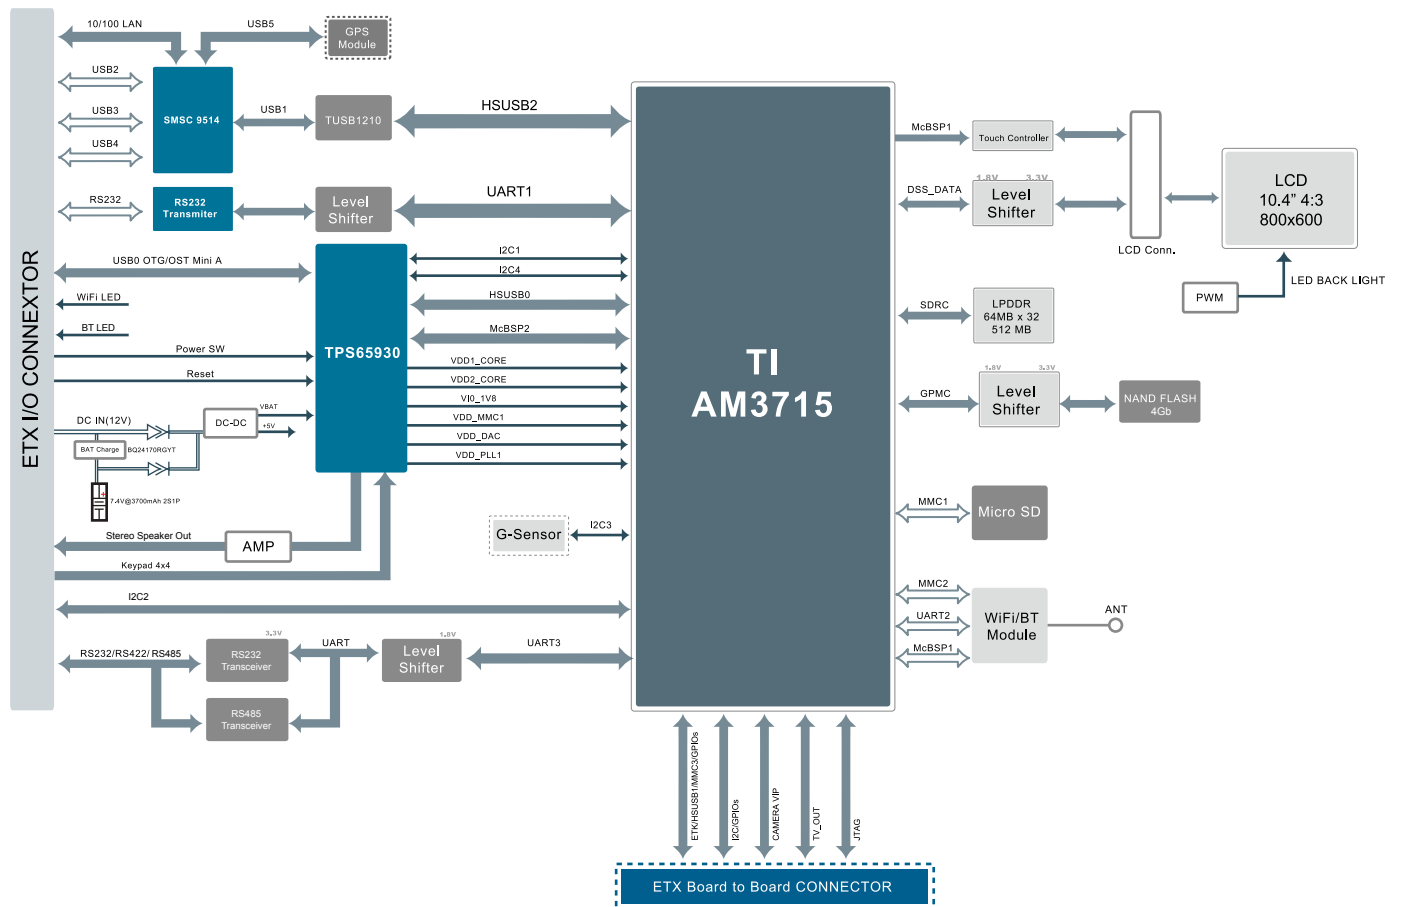 10/100 LAN
USB5
GPS
Module
USB2
USB3
USB4
SMSC 9514
USB1
TUSB1210
HSUSB2
RS232
RS232
Transmiter
Level
Shifter
UART1
ETX I/O CONNEXTOR
USB0 OTG/OST Mini A
WiFi LED
BT LED
Power SW
Reset
DC IN(12V)
DC-DC
VBAT
+5V
BAT Charge
BQ24170RGYT
7.4V@3700mAh 2S1P
TPS65930
I2C1
I2C4
HSUSB0
McBSP2
VDD1_CORE
VDD2_CORE
VI0_1V8
VDD_MMC1
VDD_DAC
VDD_PLL1
Stereo Speaker Out
AMP
Keypad 4x4
G-Sensor
I2C3
I2C2
RS232/RS422/ RS485
3.3V
RS232
Transceiver
RS485
Transceiver
UART
1.8V
Level
Shifter
UART3
TI
AM3715
McBSP1
Touch Controller
DSS_DATA
1.8V
3.3V
Level
Shifter
LCD Conn.
LCD
10.4” 4:3
800x600
PWM
LED BACK LIGHT
SDRC
LPDDR
64MB x 32
512 MB
GPMC
1.8V
3.3V
Level
Shifter
NAND FLASH
4Gb
MMC1
Micro SD
MMC2
UART2
McBSP1
WiFi/BT
Module
ANT
ETK/HSUSB1/MMC3/GPIOs
I2C/GPIOs
CAMERA VIP
TV_OUT
JTAG
ETX Board to Board CONNECTOR